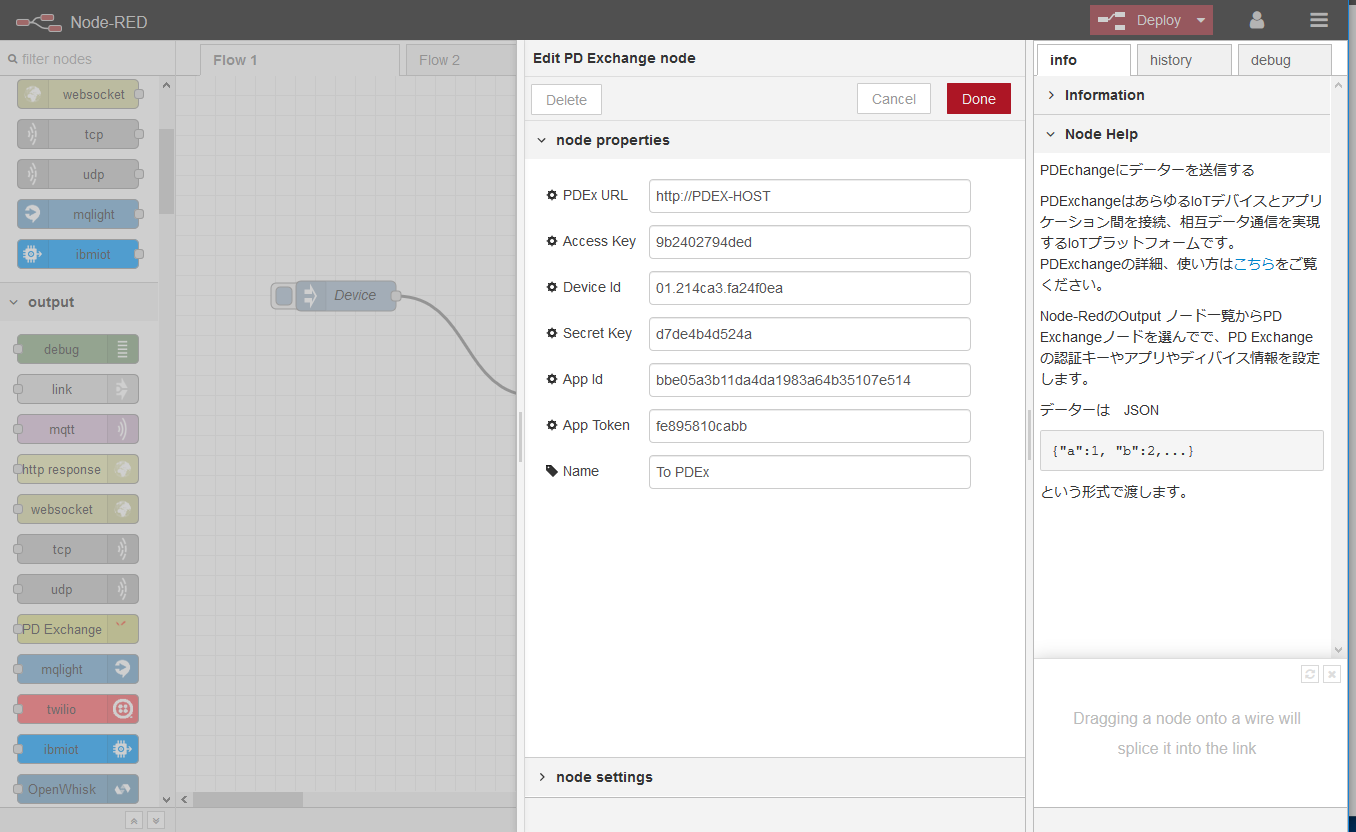 Node-RED
Deploy
filter nodes
websocket
tcp
udp
mqlight
ibmiot
output
debug
link
mqtt
http response
websocket
tcp
udp
PD Exchange
mqlight
twilio
ibmiot
OpenWhisk
Flow 1
Flow 2
Device
Edit PD Exchange node
Delete
Cancel
Done
node properties
PDEx URL
http://PDEX-HOST
Access Key
9b2402794ded
Device Id
01.214ca3.fa24f0ea
Secret Key
d7de4b4d524a
App Id
bbe05a3b11da4da1983a64b35107e514
App Token
fe895810cabb
Name
To PDEx
node settings
info
history
debug
Information
Node Help
PDEchangeにデーターを送信する
PDExchangeはあらゆるIoTデバイスとアプリ
ケーション間を接続、相互データ通信を実現
するIoTプラットフォームです。
PDExchangeの詳細、使い方はこちらをご覧
ください。
Node-RedのOutput ノード一覧からPD
Exchangeノードを選んでで、PD Exchange
の認証キーやアプリやディバイス情報を設定
します。
データーは　JSON
{"a":1, "b":2,...}
という形式で渡します。
Dragging a node onto a wire will
splice it into the link